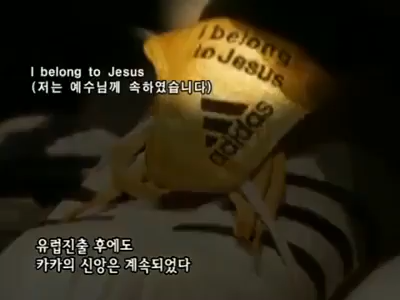 I belong
to Jesus
adidas
I belong to Jesus
(저는 예수님께 속하였습니다)
유럽진출 후에도
카카의 신앙은 계속되었다